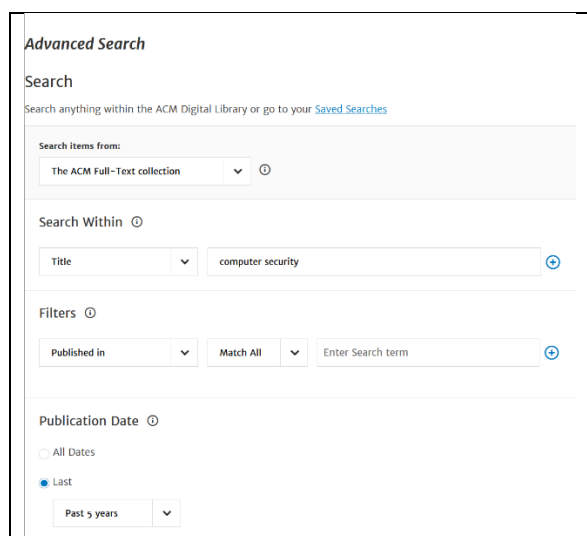 Advanced Search
Search
Search anything within the ACM Digital Library or go to your Saved Searches
Search items from:
The ACM Full-Text collection
Search Within
Title computer security
Filters
Published in Match All Enter Search term
Publication Date
All Dates
Last
Past 5 years